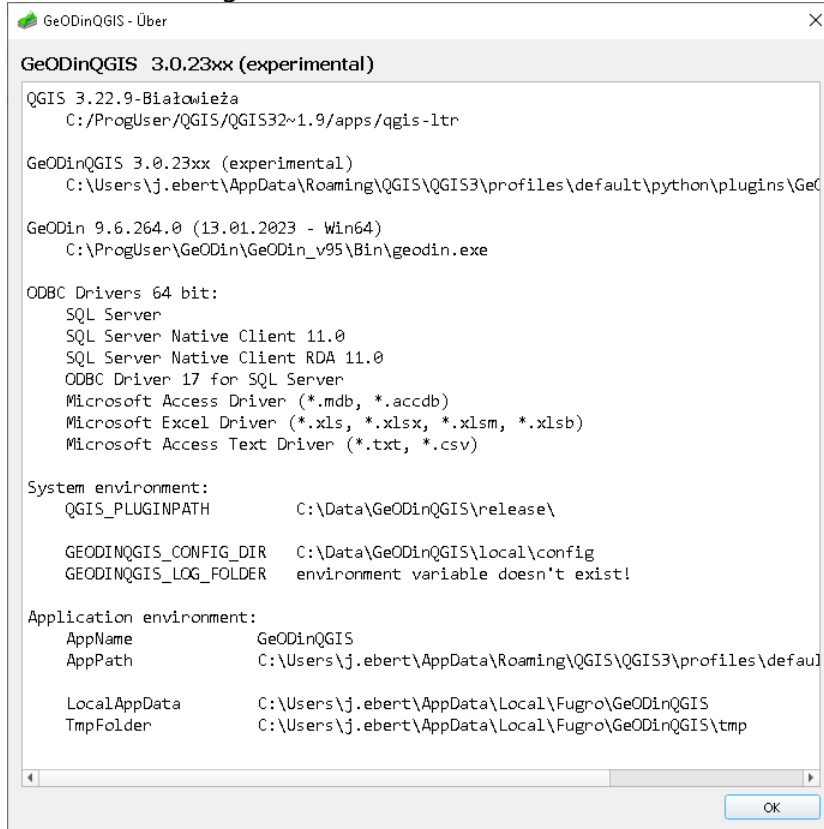 GeODinQGIS - Über
GeODinQGIS 3.0.23xx (experimental)
QGIS 3.22.9-Białowieża
C:/ProgUser/QGIS/QGIS32~1.9/apps/qgis-ltr
GeODinQGIS 3.0.23xx (experimental)
C:\Users\j.ebert\AppData\Roaming\QGIS\QGIS3\profiles\default\python\plugins\GeO
GeODin 9.6.264.0 (13.01.2023 - Win64)
C:\ProgUser\GeODin\GeODin_v95\Bin\geodin.exe
ODBC Drivers 64 bit:
SQL Server
SQL Server Native Client 11.0
SQL Server Native Client RDA 11.0
ODBC Driver 17 for SQL Server
Microsoft Access Driver (*.mdb, *.accdb)
Microsoft Excel Driver (*.xls, *.xlsx, *.xlsm, *.xlsb)
Microsoft Access Text Driver (*.txt, *.csv)
System environment:
QGIS_PLUGINPATH C:\Data\GeODinQGIS\release\
GEODINQGIS_CONFIG_DIR C:\Data\GeODinQGIS\local\config
GEODINQGIS_LOG_FOLDER environment variable doesn't exist!
Application environment:
AppName GeODinQGIS
AppPath C:\Users\j.ebert\AppData\Roaming\QGIS\QGIS3\profiles\defaul
LocalAppData C:\Users\j.ebert\AppData\Local\Fugro\GeODinQGIS
TmpFolder C:\Users\j.ebert\AppData\Local\Fugro\GeODinQGIS\tmp
OK